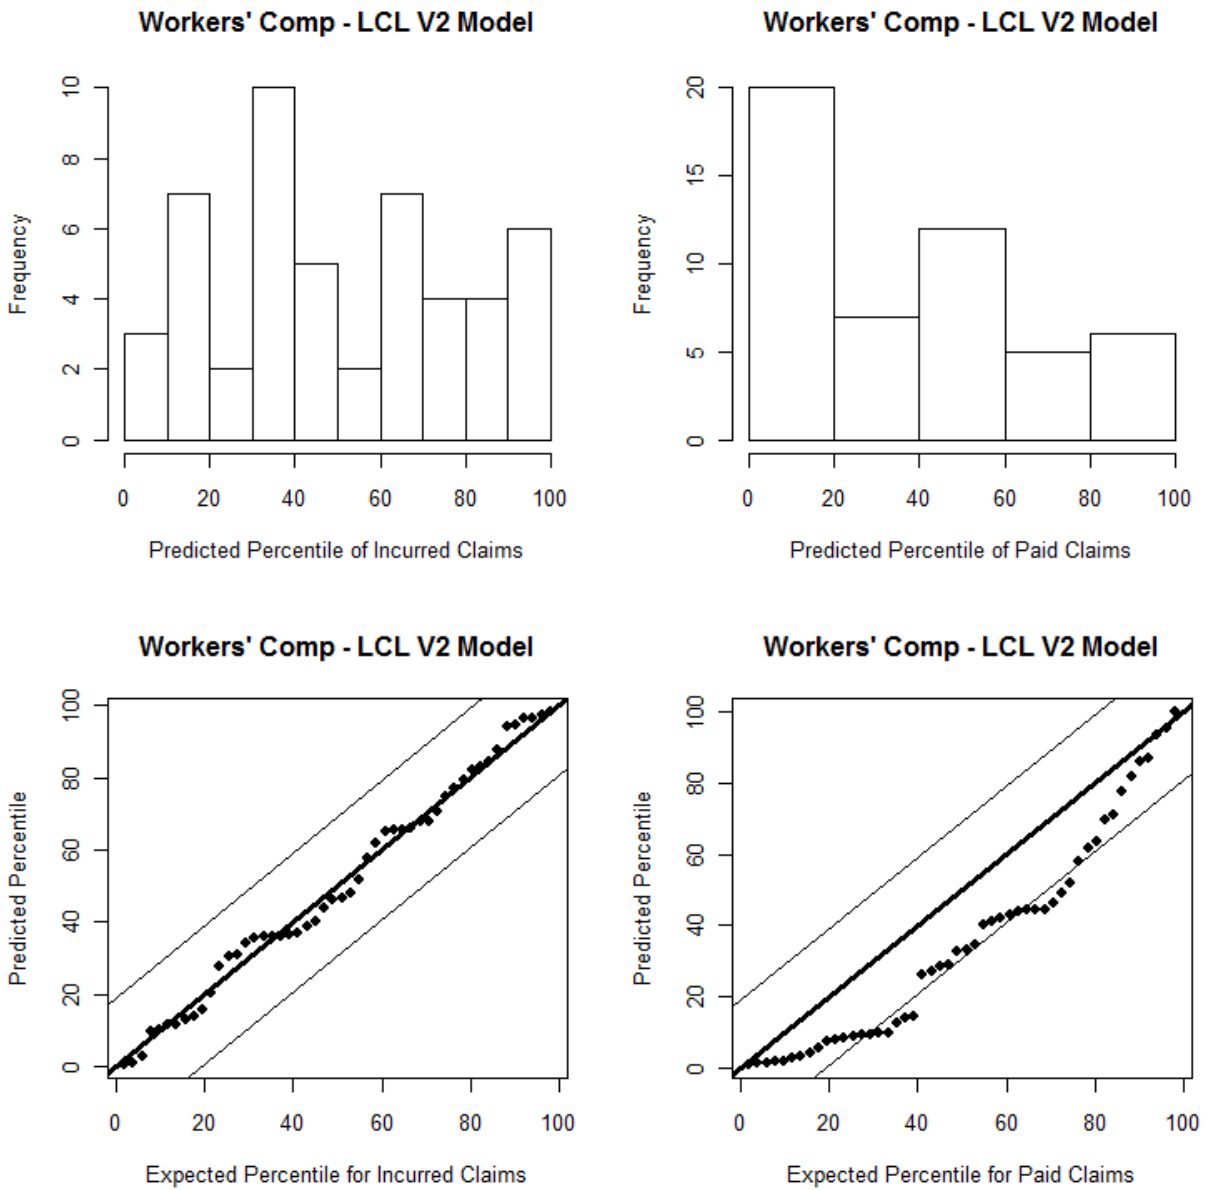 Workers' Comp - LCL V2 Model
Frequency
0
2
4
6
8
10
0 20 40 60 80 100
Predicted Percentile of Incurred Claims
Workers' Comp - LCL V2 Model
Frequency
0
5
10
15
20
0 20 40 60 80 100
Predicted Percentile of Paid Claims
Workers' Comp - LCL V2 Model
Predicted Percentile
0
20
40
60
80
100
0 20 40 60 80 100
Expected Percentile for Incurred Claims
Workers' Comp - LCL V2 Model
Predicted Percentile
0
20
40
60
80
100
0 20 40 60 80 100
Expected Percentile for Paid Claims